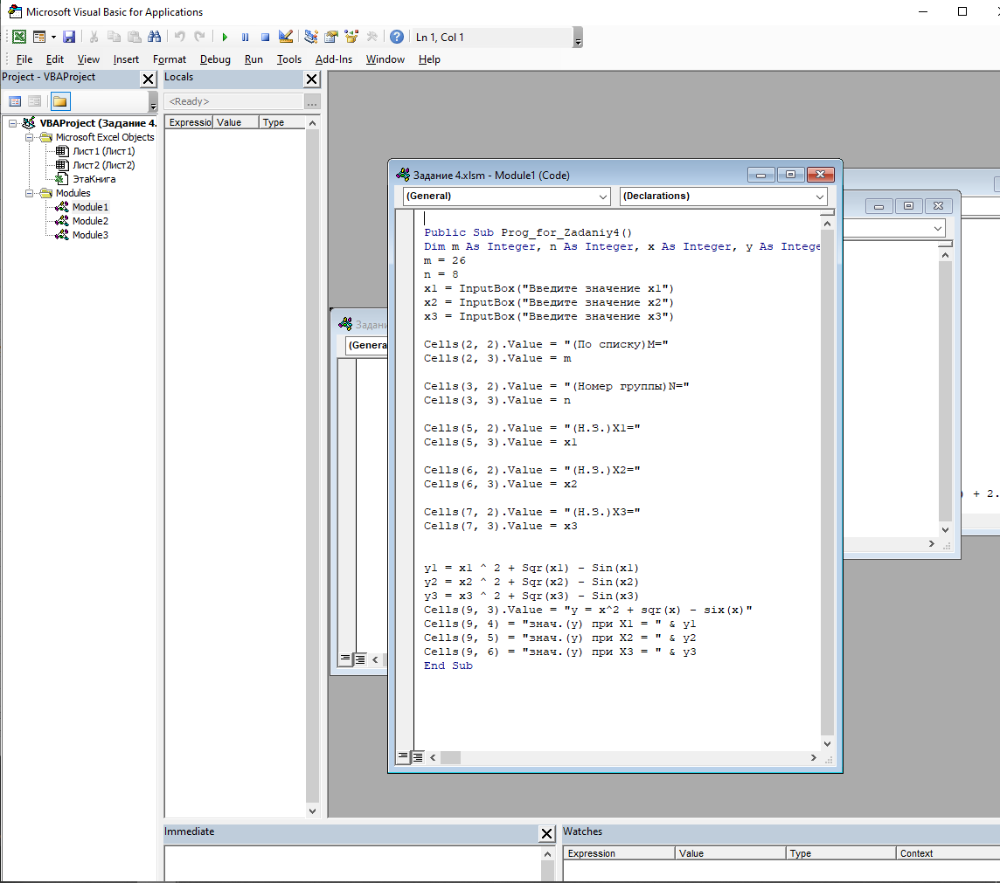 Microsoft Visual Basic for Applications
Ln 1, Col 1
File Edit View Insert Format Debug Run Tools Add-Ins Window Help
Project - VBAProject
VBAProject (Задание 4.
Microsoft Excel Objects
Лист1 (Лист1)
Лист2 (Лист2)
ЭтаКнига
Modules
Module1
Module2
Module3
Locals
<Ready>
...
Expressio Value Type
Задани
(Genera
Задание 4.xlsm - Module1 (Code)
(General) (Declarations)
Public Sub Prog_for_Zadaniy4()
Dim m As Integer, n As Integer, x As Integer, y As Intege
m = 26
n = 8
x1 = InputBox("Введите значение x1")
x2 = InputBox("Введите значение x2")
x3 = InputBox("Введите значение x3")
Cells(2, 2).Value = "(По списку)M="
Cells(2, 3).Value = m
Cells(3, 2).Value = "(Номер группы)N="
Cells(3, 3).Value = n
Cells(5, 2).Value = "(Н.З.)X1="
Cells(5, 3).Value = x1
Cells(6, 2).Value = "(Н.З.)X2="
Cells(6, 3).Value = x2
Cells(7, 2).Value = "(Н.З.)X3="
Cells(7, 3).Value = x3
y1 = x1 ^ 2 + Sqr(x1) - Sin(x1)
y2 = x2 ^ 2 + Sqr(x2) - Sin(x2)
y3 = x3 ^ 2 + Sqr(x3) - Sin(x3)
Cells(9, 3).Value = "y = x^2 + sqr(x) - six(x)"
Cells(9, 4) = "знач.(y) при X1 = " & y1
Cells(9, 5) = "знач.(y) при X2 = " & y2
Cells(9, 6) = "знач.(y) при X3 = " & y3
End Sub
) + 2.
Immediate
Watches
Expression Value Type Context